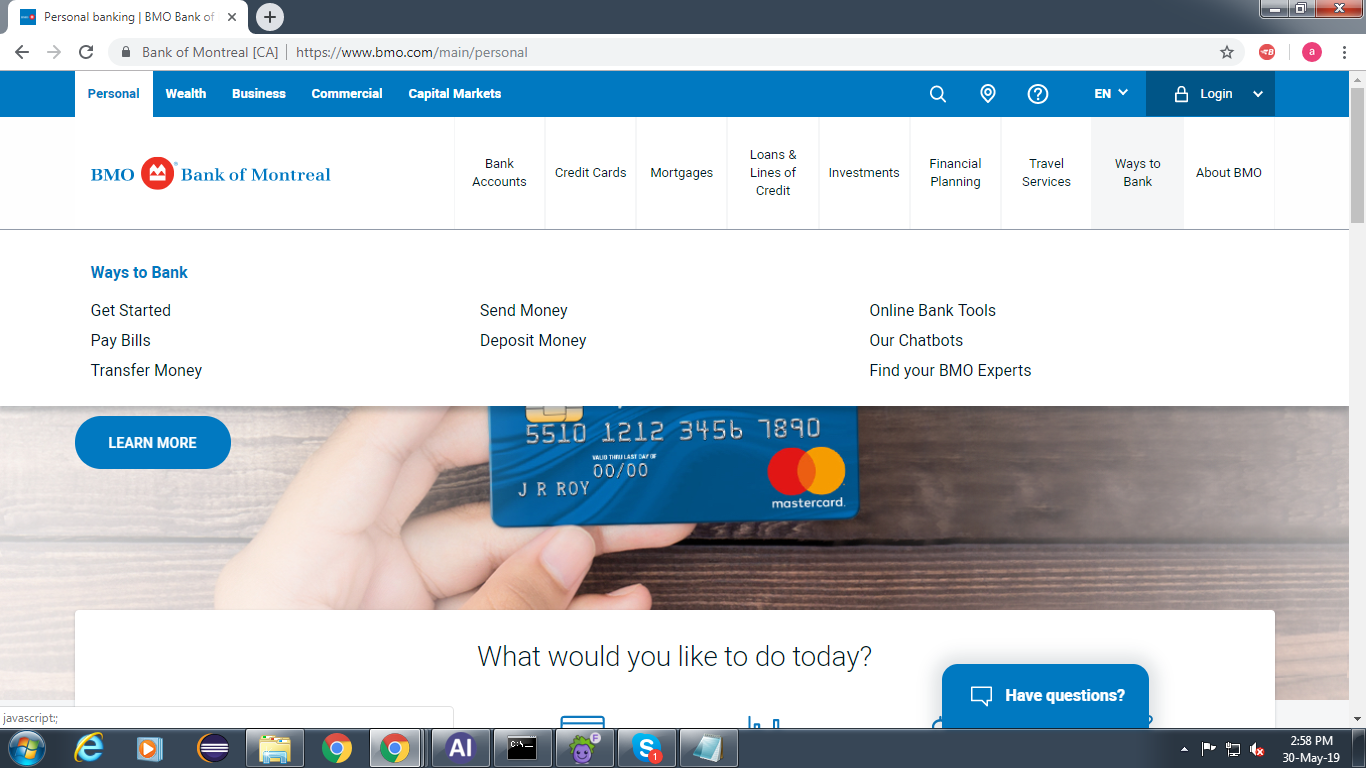 Personal banking | BMO Bank of
Bank of Montreal [CA] | https://www.bmo.com/main/personal
a
Personal Wealth Business Commercial Capital Markets EN Login
BMO Bank of Montreal
Bank Accounts
Credit Cards
Mortgages
Loans & Lines of Credit
Investments
Financial Planning
Travel Services
Ways to Bank
About BMO
Ways to Bank
Get Started
Pay Bills
Transfer Money
Send Money
Deposit Money
Online Bank Tools
Our Chatbots
Find your BMO Experts
LEARN MORE
5510 1212 3456 7890
VALID THRU LAST DAY OF
00/00
J R ROY
mastercard.
What would you like to do today?
Have questions?
javascript:;
AI
C:\
F
S
1
2:58 PM
30-May-19